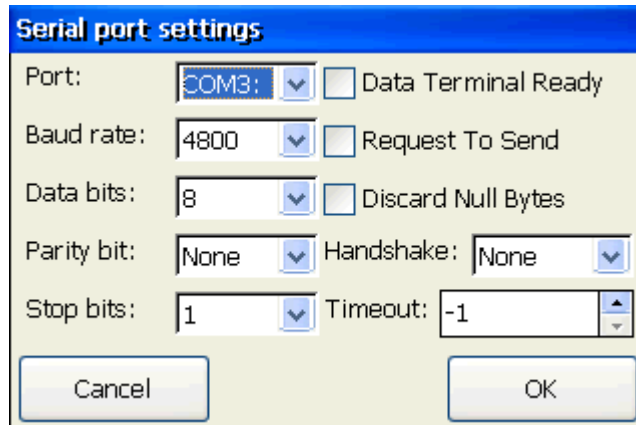 Serial port settings
Port: COM3: Data Terminal Ready
Baud rate: 4800 Request To Send
Data bits: 8 Discard Null Bytes
Parity bit: None Handshake: None
Stop bits: 1 Timeout: -1
Cancel OK